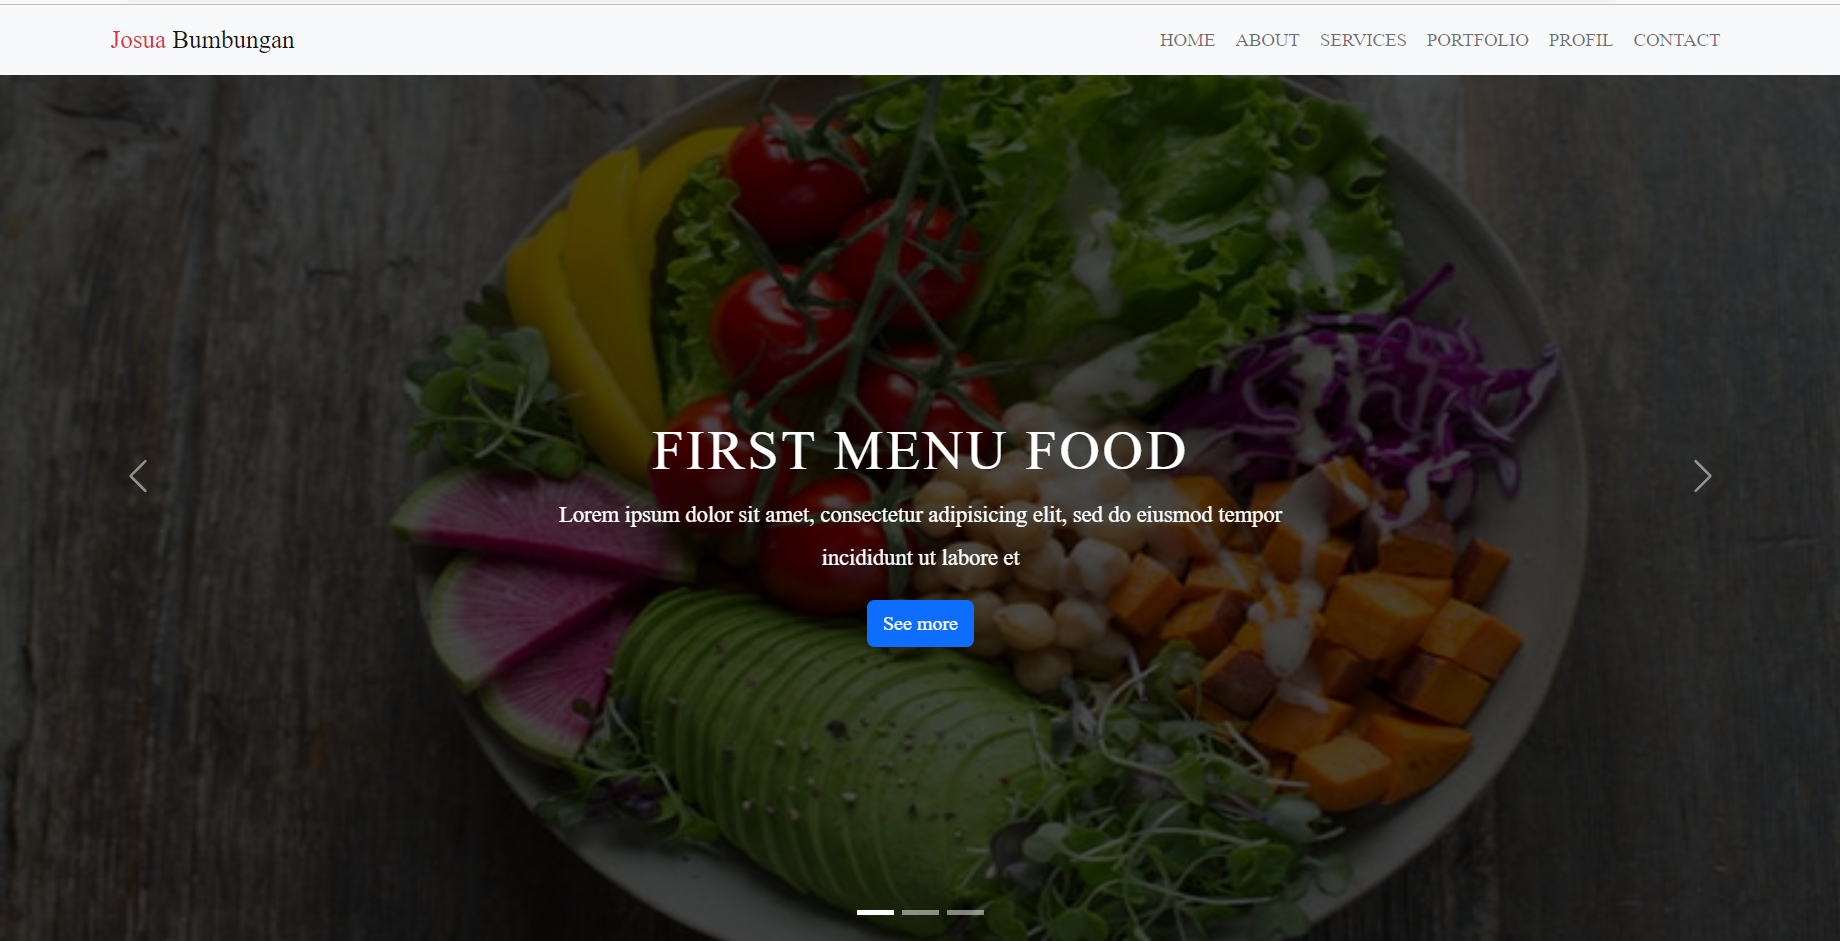 Josua Bumbungan
HOME ABOUT SERVICES PORTFOLIO PROFIL CONTACT
FIRST MENU FOOD
Lorem ipsum dolor sit amet, consectetur adipisicing elit, sed do eiusmod tempor
incididunt ut labore et
See more